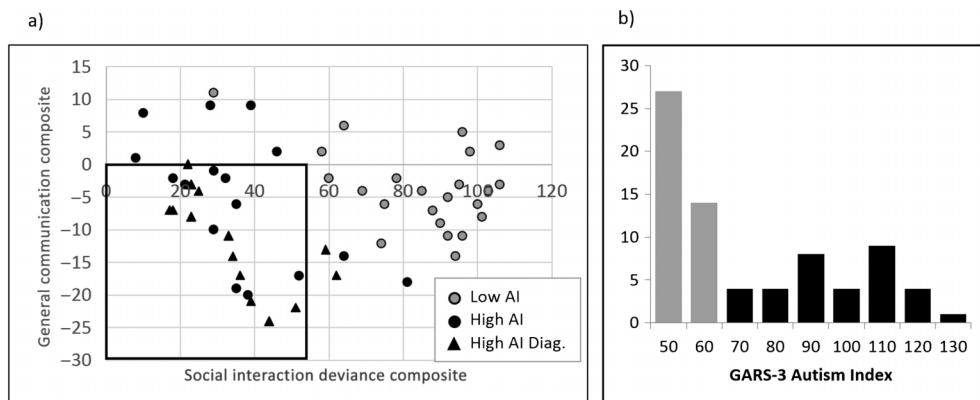 a)
b)
General communication composite
15
10
5
0
−5
−10
−15
−20
−25
−30
0 20 40 60 80 100 120
Low AI
High AI
High AI Diag.
Social interaction deviance composite
30
25
20
15
10
5
0
50 60 70 80 90 100 110 120 130
GARS-3 Autism Index